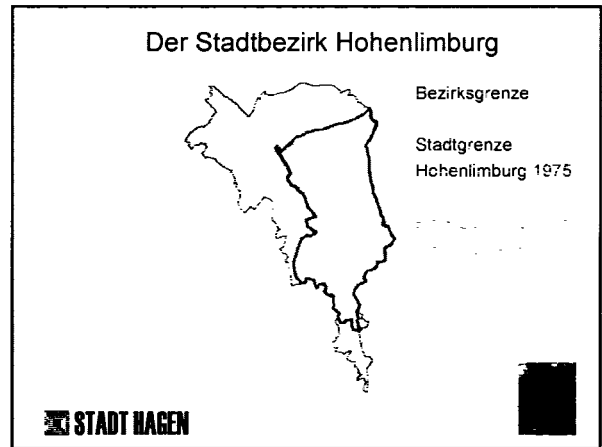 Der Stadtbezirk Hohenlimburg
Bezirksgrenze
Stadtgrenze
Hohenlimburg 1975
STADT HAGEN